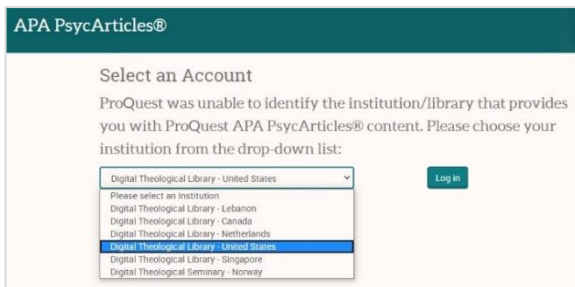 APA PsycArticles®
Select an Account
ProQuest was unable to identify the institution/library that provides
you with ProQuest APA PsycArticles® content. Please choose your
institution from the drop-down list:
Digital Theological Library - United States
Log in
Please select an Institution
Digital Theological Library - Lebanon
Digital Theological Library - Canada
Digital Theological Library - Netherlands
Digital Theological Library - United States
Digital Theological Library - Singapore
Digital Theological Seminary - Norway